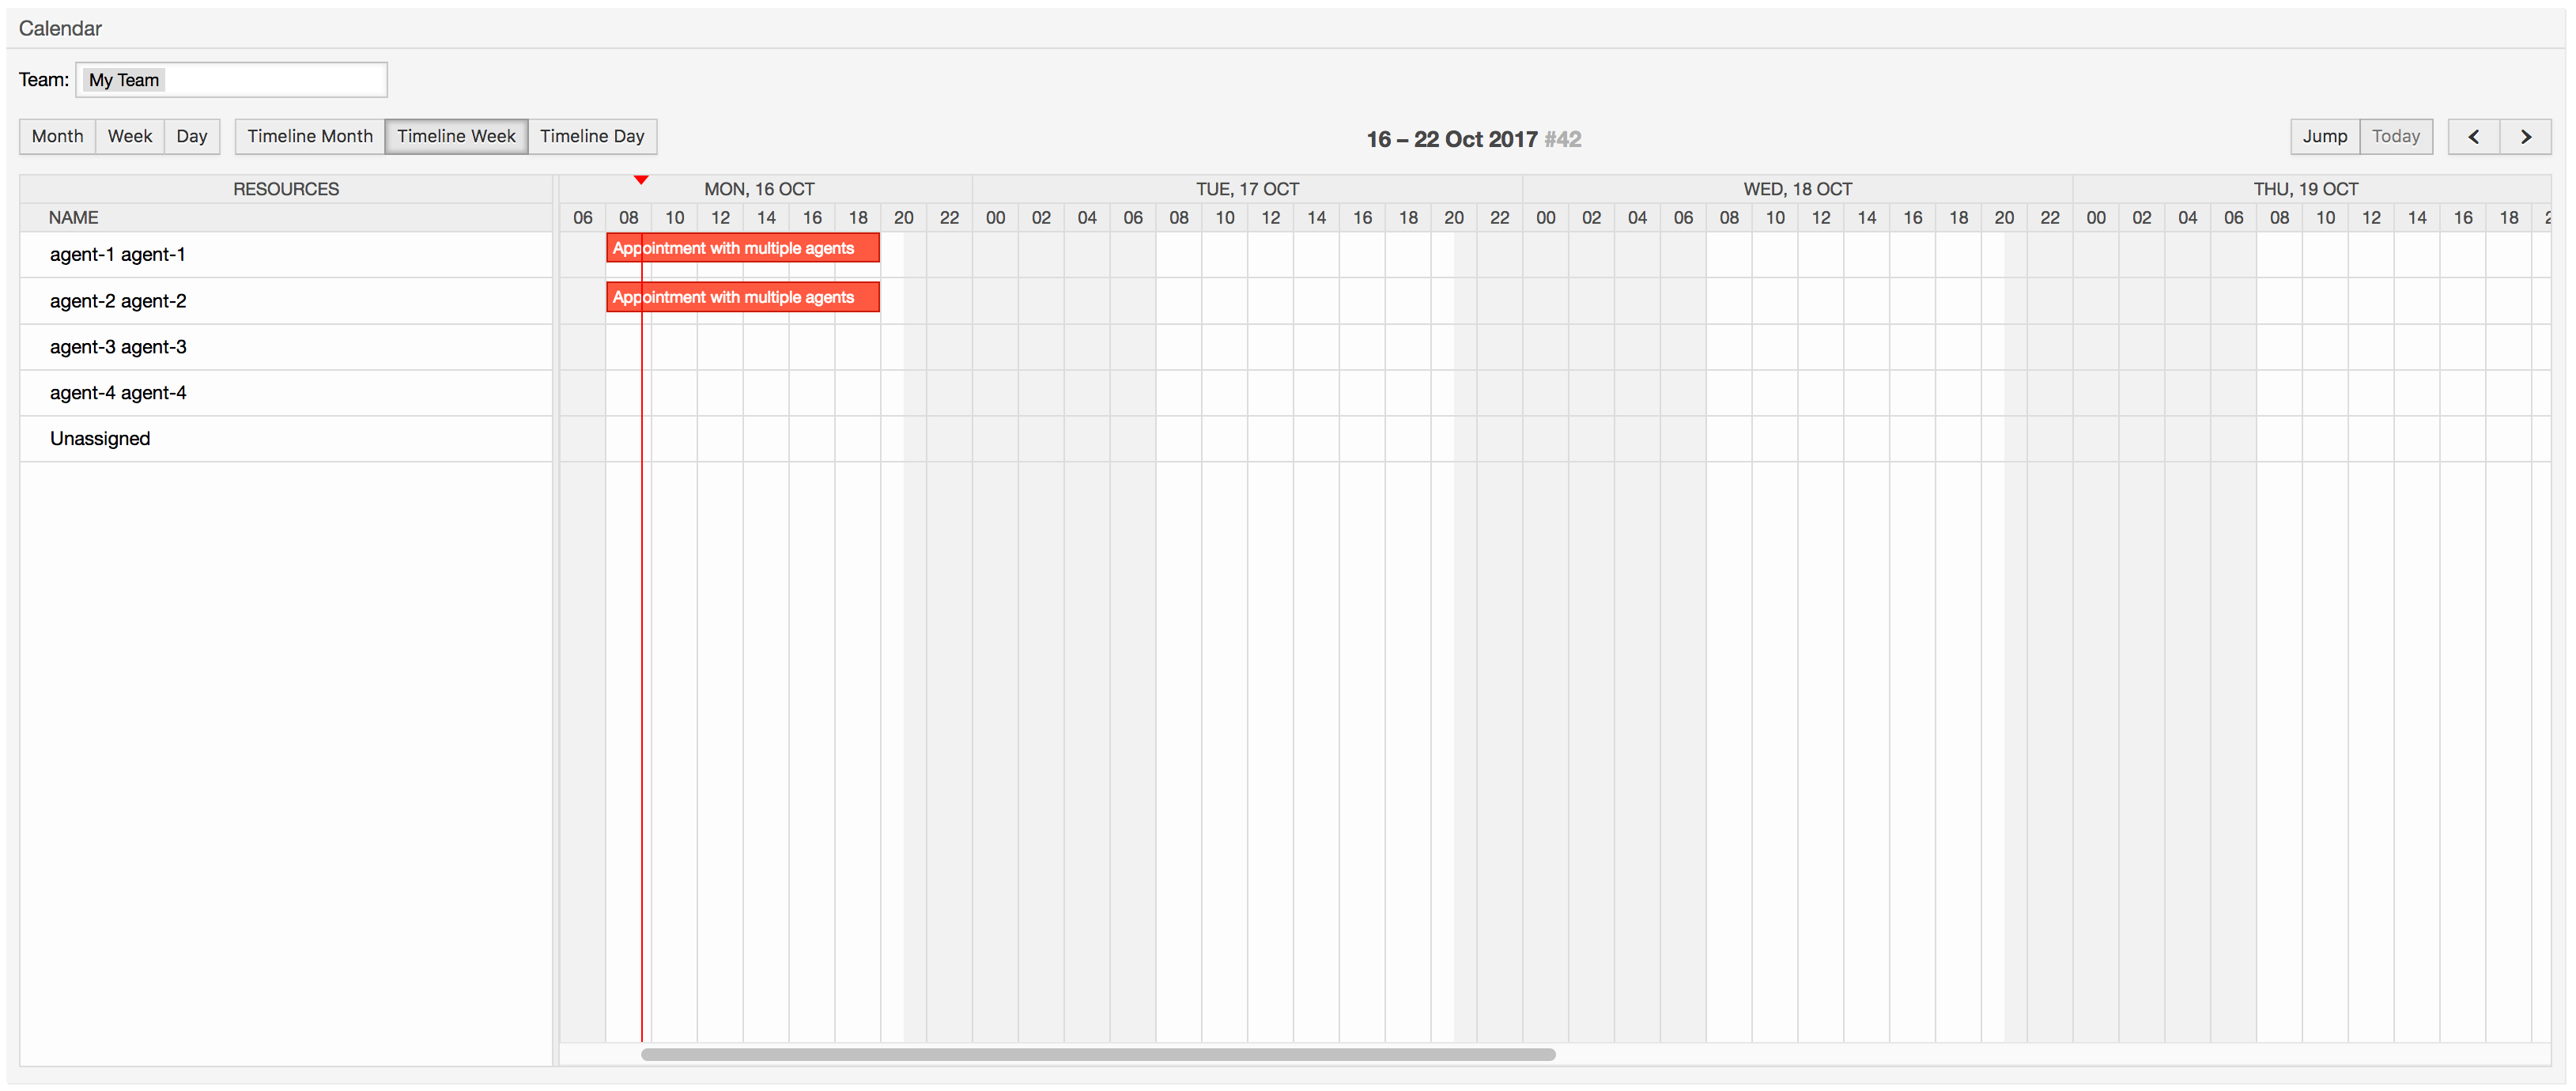 Calendar
Team: My Team
Month Week Day Timeline Month Timeline Week Timeline Day 16 – 22 Oct 2017 #42 Jump Today
RESOURCES MON, 16 OCT TUE, 17 OCT WED, 18 OCT THU, 19 OCT
NAME 06 08 10 12 14 16 18 20 22 00 02 04 06 08 10 12 14 16 18 20 22 00 02 04 06 08 10 12 14 16 18 20 22 00 02 04 06 08 10 12 14 16 18
agent-1 agent-1 Appointment with multiple agents
agent-2 agent-2 Appointment with multiple agents
agent-3 agent-3
agent-4 agent-4
Unassigned